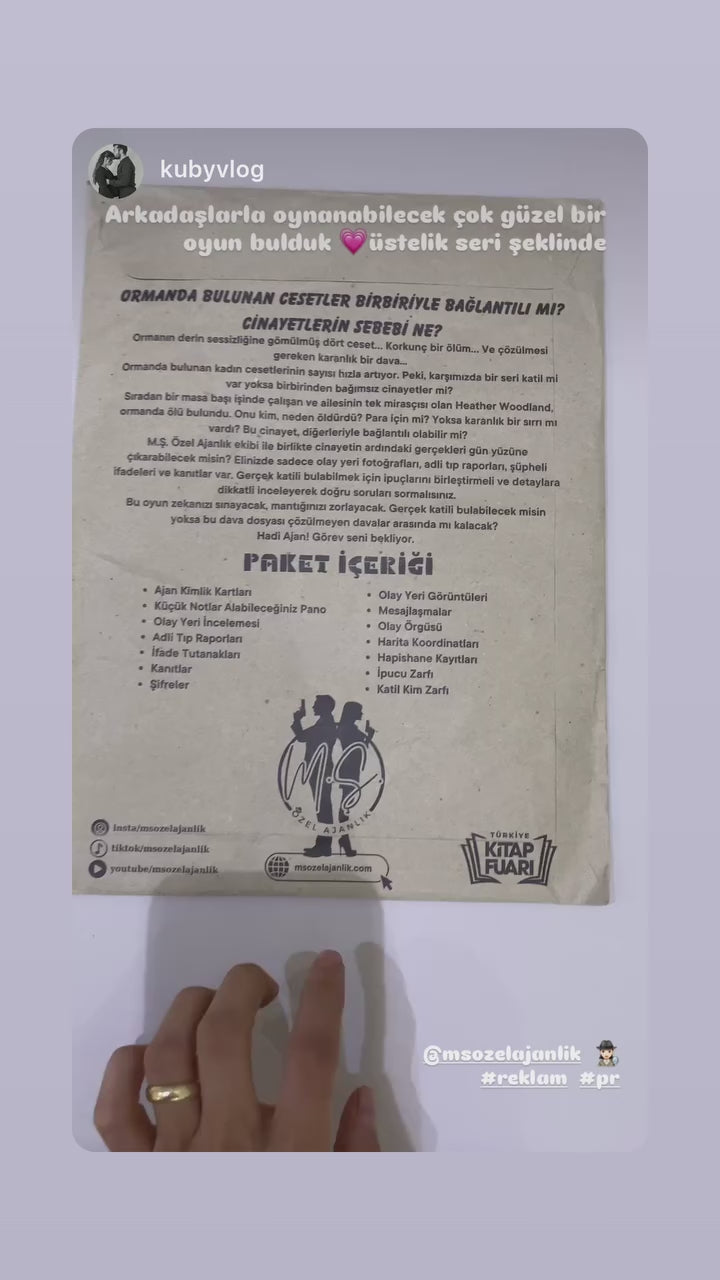 kubyvlog
Arkadaşlarla oynanabilecek çok güzel bir
oyun bulduk 💗üstelik seri şeklinde
ORMANDA BULUNAN CESETLER BİRBİRİYLE BAĞLANTILI MI?
CİNAYETLERİN SEBEBİ NE?
Ormanın derin sessizliğine gömülmüş dört ceset... Korkunç bir ölüm... Ve çözülmesi
gereken karanlık bir dava...
Ormanda bulunan kadın cesetlerinin sayısı hızla artıyor. Peki, karşımızda bir seri katil mi
var yoksa birbirinden bağımsız cinayetler mi?
Sıradan bir masa başı işinde çalışan ve ailesinin tek mirasçısı olan Heather Woodland,
ormanda ölü bulundu. Onu kim, neden öldürdü? Para için mi? Yoksa karanlık bir sırrı mı
vardı? Bu cinayet, diğerleriyle bağlantılı olabilir mi?
M.Ş. Özel Ajanlık ekibi ile birlikte cinayetin ardındaki gerçekleri gün yüzüne
çıkarabilecek misin? Elinizde sadece olay yeri fotoğrafları, adli tıp raporları, şüpheli
ifadeleri ve kanıtlar var. Gerçek katili bulabilmek için ipuçlarını birleştirmeli ve detaylara
dikkatli inceleyerek doğru soruları sormalısınız.
Bu oyun zekanızı sınayacak, mantığınızı zorlayacak. Gerçek katili bulabilecek misin
yoksa bu dava dosyası çözülmeyen davalar arasında mı kalacak?
Hadi Ajan! Görev seni bekliyor.
PAKET İÇERİĞİ
• Ajan Kimlik Kartları
• Küçük Notlar Alabileceğiniz Pano
• Olay Yeri İncelemesi
• Adli Tıp Raporları
• İfade Tutanakları
• Kanıtlar
• Şifreler
• Olay Yeri Görüntüleri
• Mesajlaşmalar
• Olay Örgüsü
• Harita Koordinatları
• Hapishane Kayıtları
• İpucu Zarfı
• Katil Kim Zarfı
M.Ş.
ÖZEL AJANLIK
insta/msozelajanlik
tiktok/msozelajanlik
youtube/msozelajanlik
msozelajanlik.com
TÜRKİYE
KİTAP
FUARI
@msozelajanlik 🕵🏻‍♀️
#reklam #pr